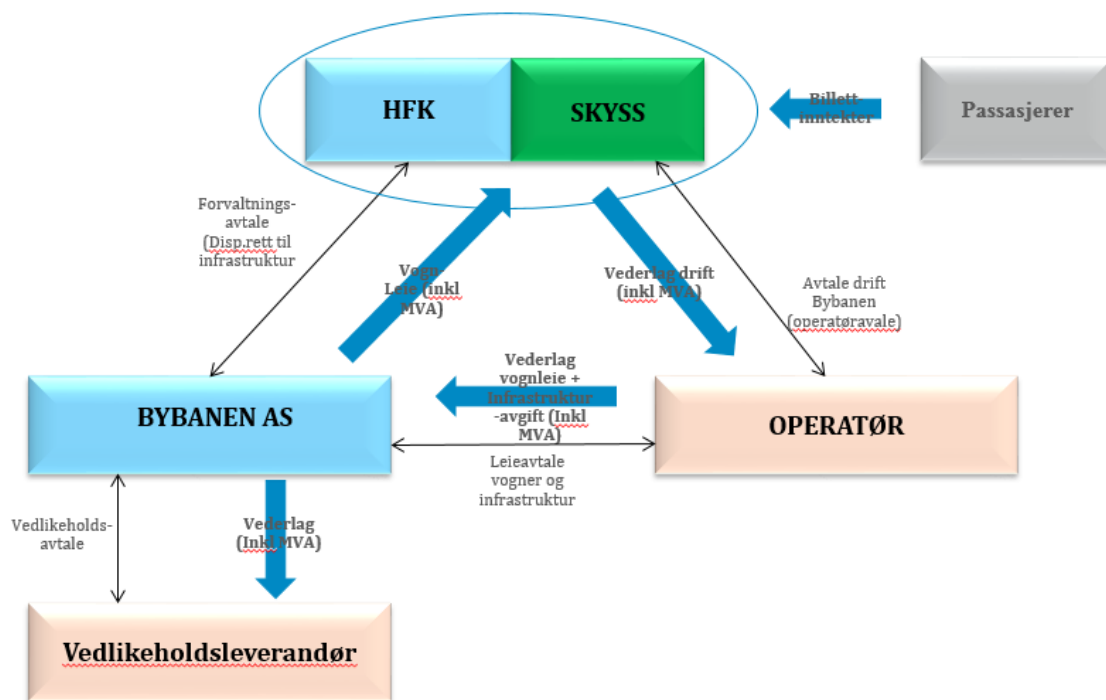 HFK
SKYSS
Billett-
inntekter
Passasjerer
Forvaltnings-
avtale
(Disp.rett til
infrastruktur
Vogn-
Leie (inkl
MVA)
Vederlag drift
(inkl MVA)
Avtale drift
Bybanen
(operatøravale)
BYBANEN AS
Vederlag
vognleie +
Infrastruktur
-avgift (Inkl
MVA)
OPERATØR
Leieavtale
vogner og
infrastruktur
Vedlikeholds-
avtale
Vederlag
(Inkl MVA)
Vedlikeholdsleverandør